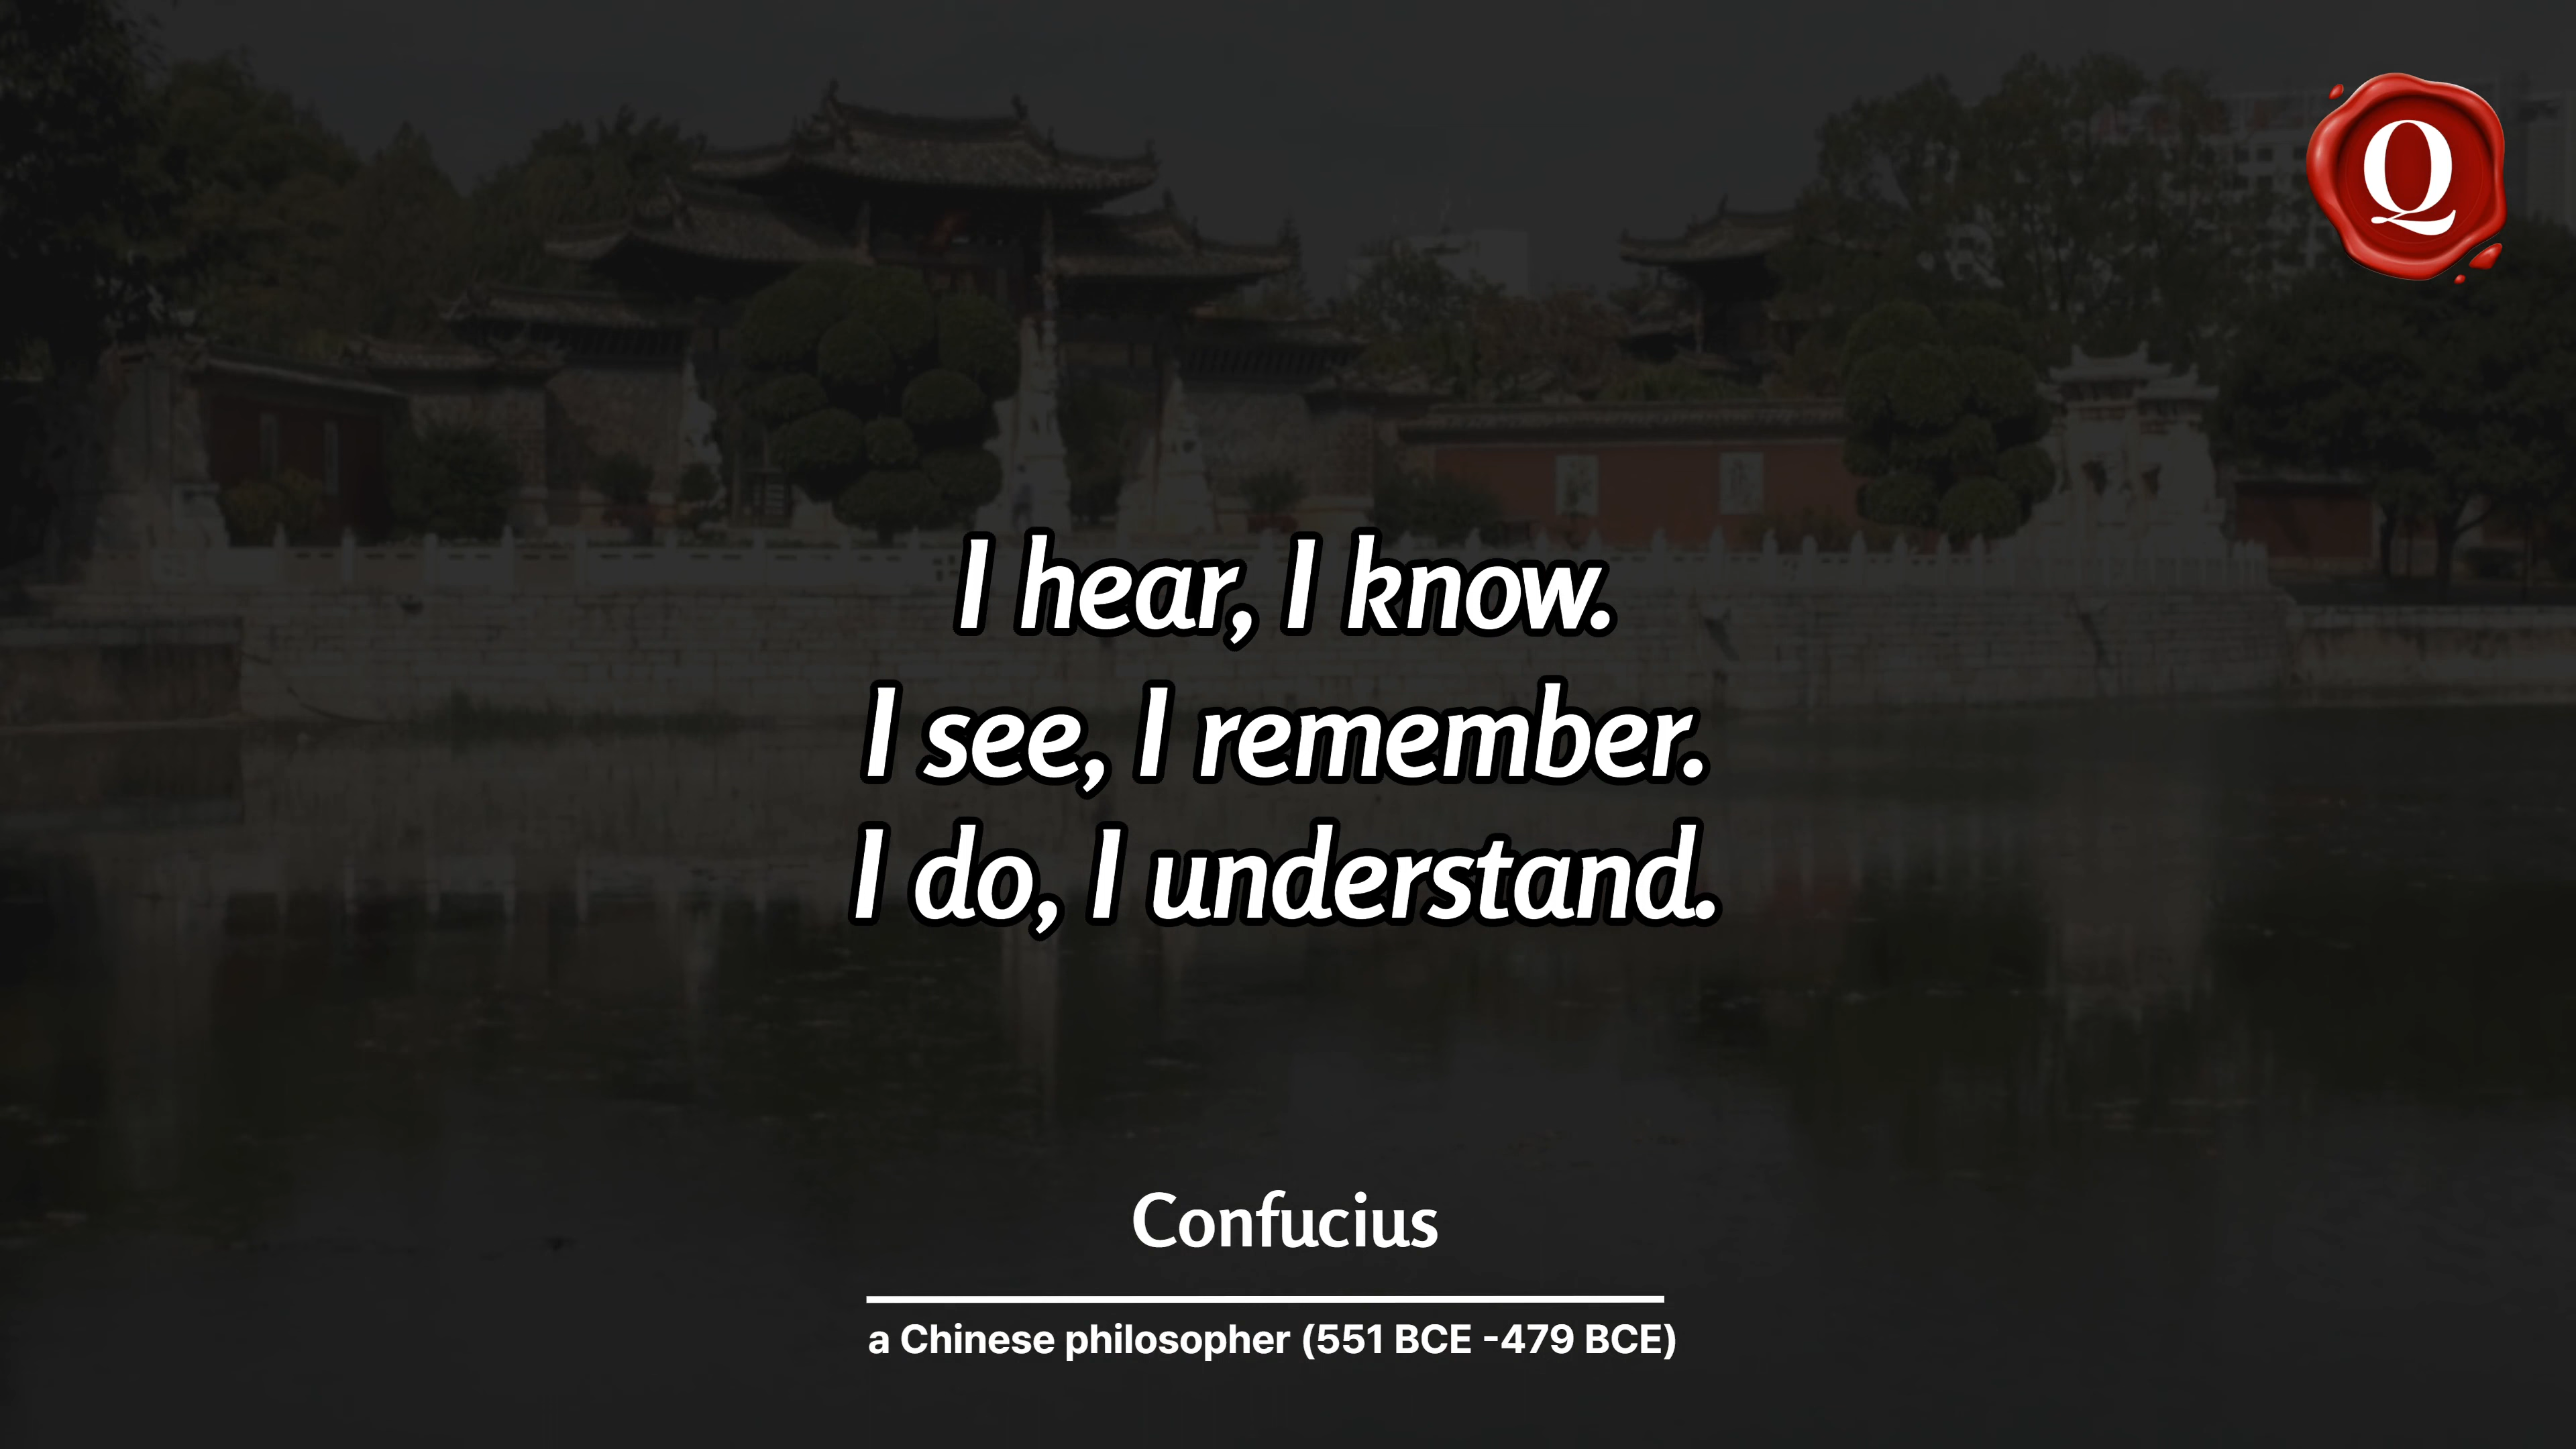 Q
I hear, I know.
I see, I remember.
I do, I understand.
Confucius
a Chinese philosopher (551 BCE -479 BCE)